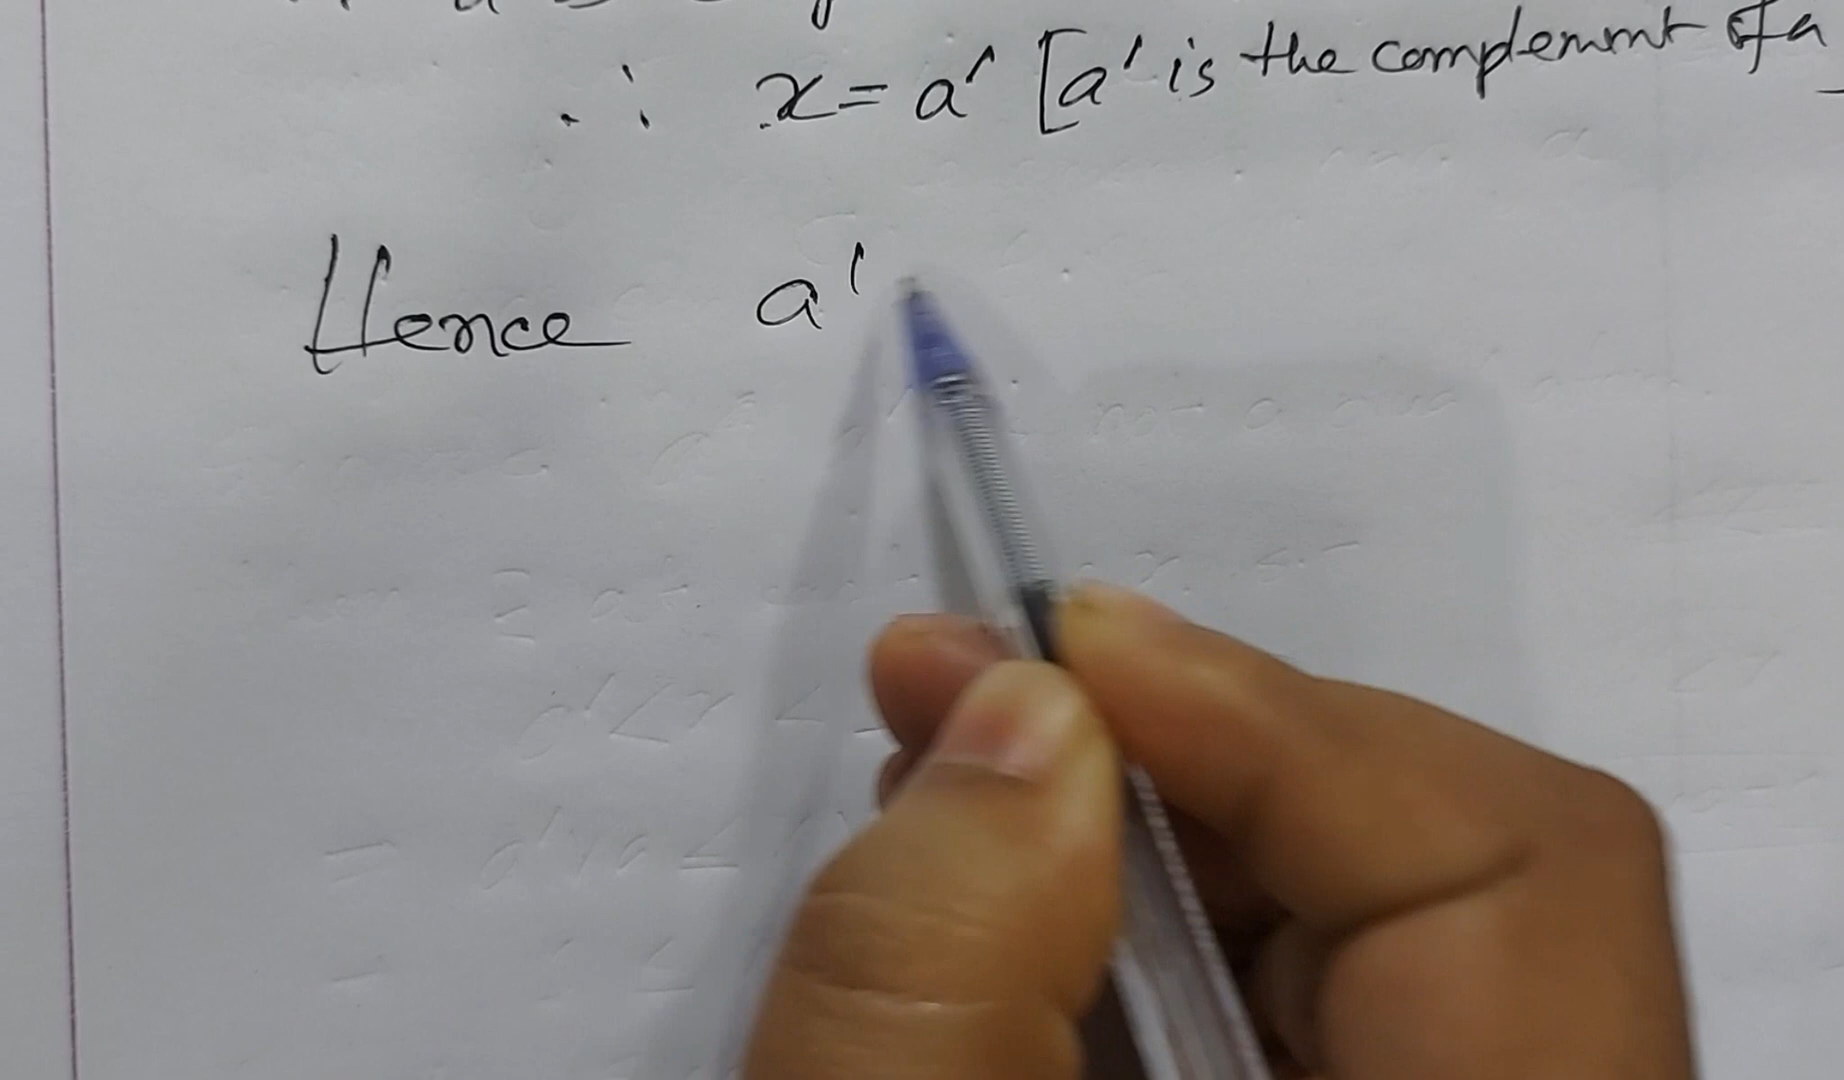 ∴ x = a′ [a′ is the complement of a
Hence a′